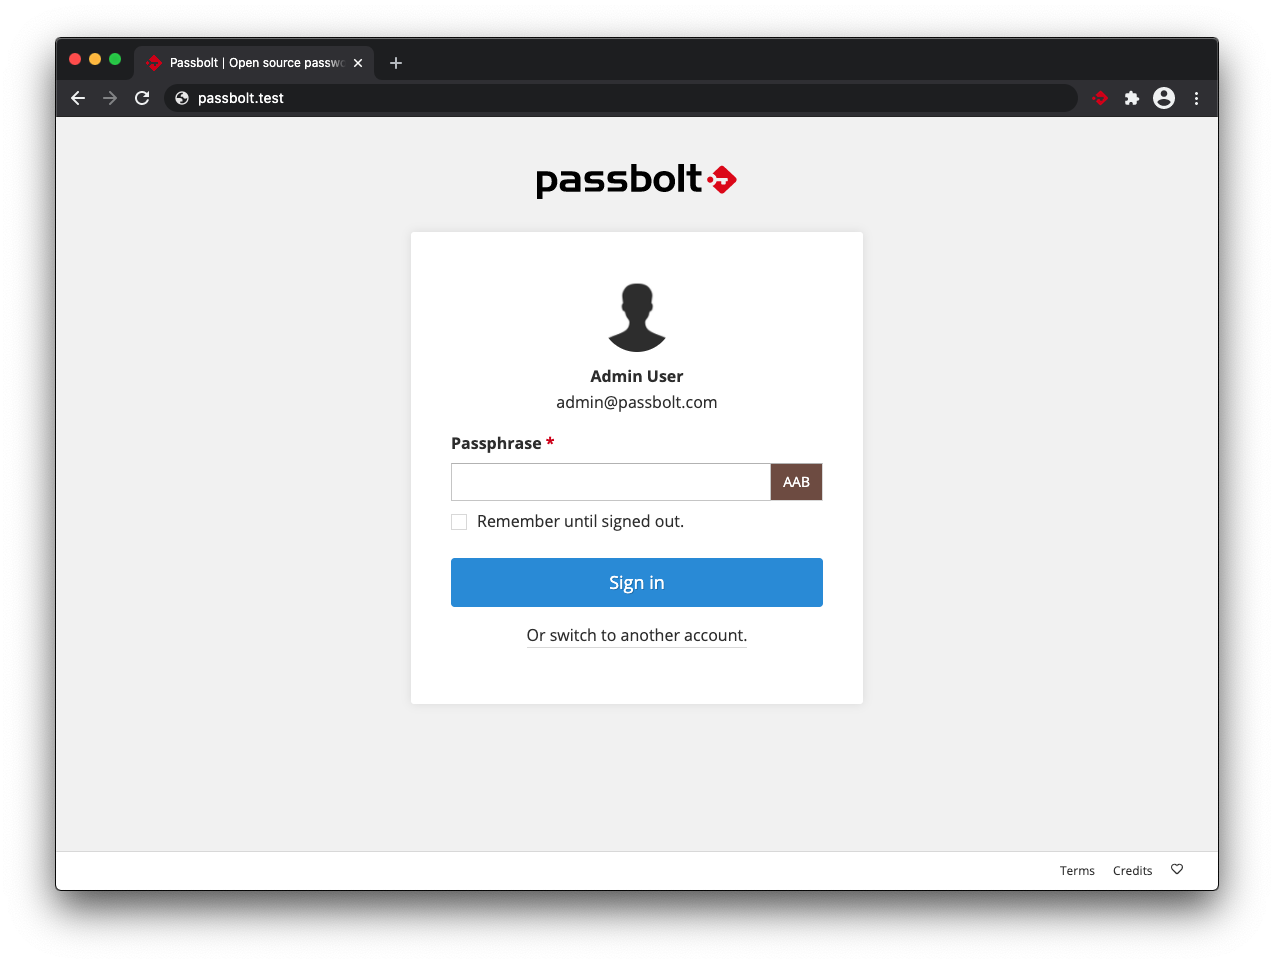 Passbolt | Open source passw
passbolt.test
passbolt
Admin User
admin@passbolt.com
Passphrase *
AAB
Remember until signed out.
Sign in
Or switch to another account.
Terms Credits